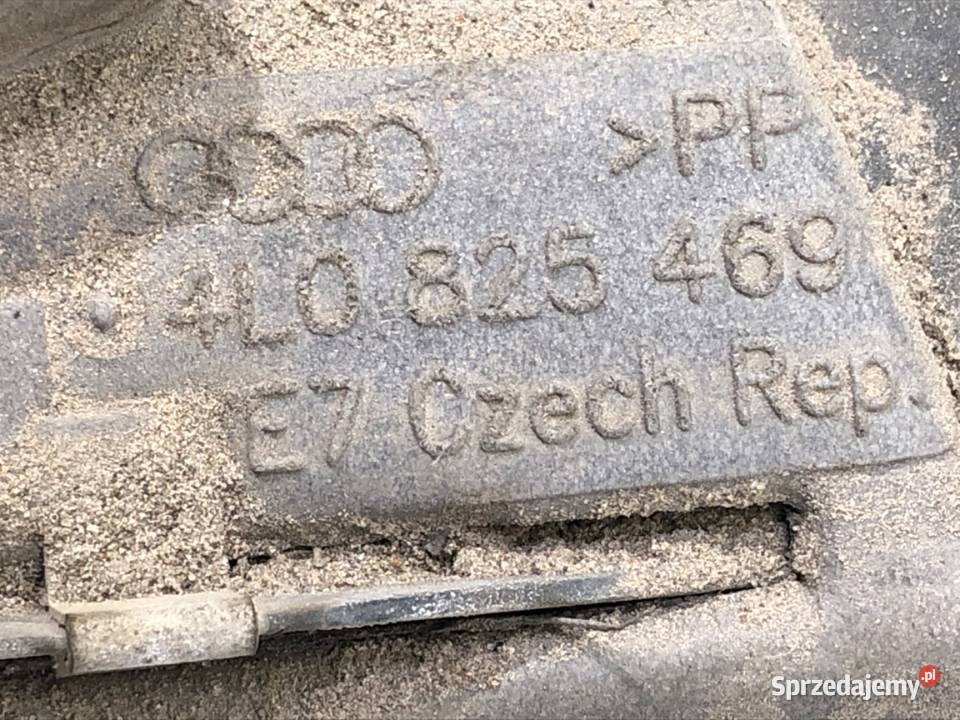 >PP
4L0 825 469
E7 Czech Rep.
Sprzedajemy.pl